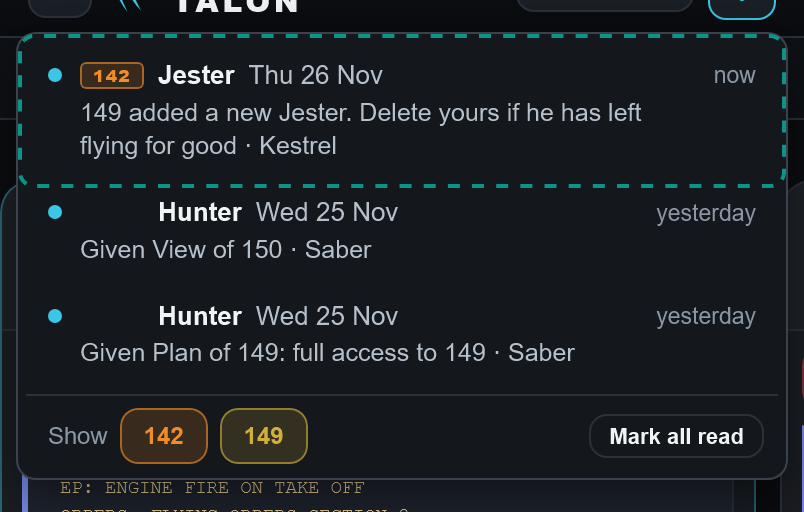 TALON
142 Jester Thu 26 Nov now
149 added a new Jester. Delete yours if he has left
flying for good · Kestrel
Hunter Wed 25 Nov yesterday
Given View of 150 · Saber
Hunter Wed 25 Nov yesterday
Given Plan of 149: full access to 149 · Saber
Show 142 149 Mark all read
EP: ENGINE FIRE ON TAKE OFF